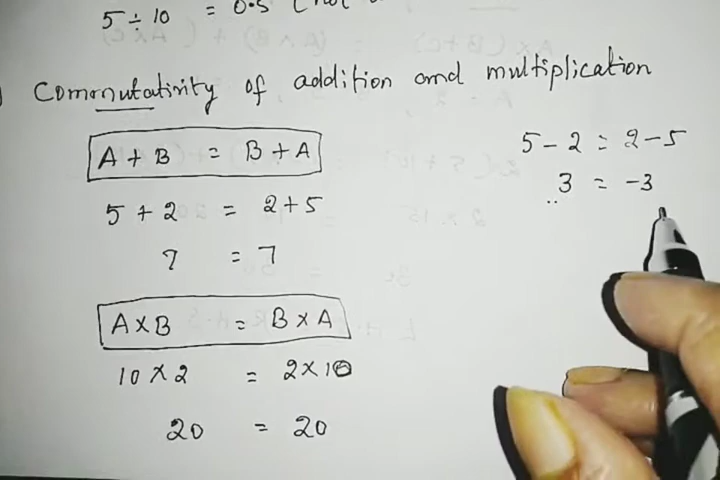 5 ÷ 10 = 0.5
Commutativity of addition and multiplication
A + B = B + A
5 + 2 = 2 + 5
7 = 7
A × B = B × A
10 × 2 = 2 × 10
20 = 20
5 - 2 = 2 - 5
3 = -3